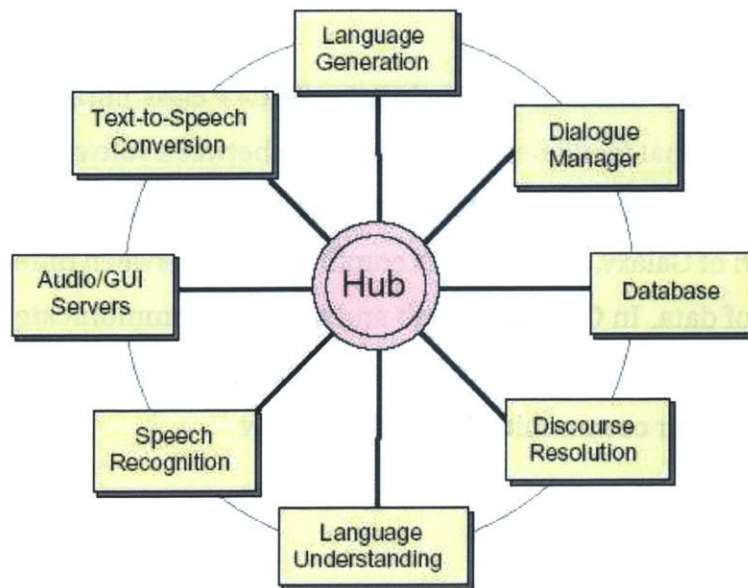 Language
Generation
Text-to-Speech
Conversion
Dialogue
Manager
Audio/GUI
Servers
Hub
Database
Speech
Recognition
Discourse
Resolution
Language
Understanding